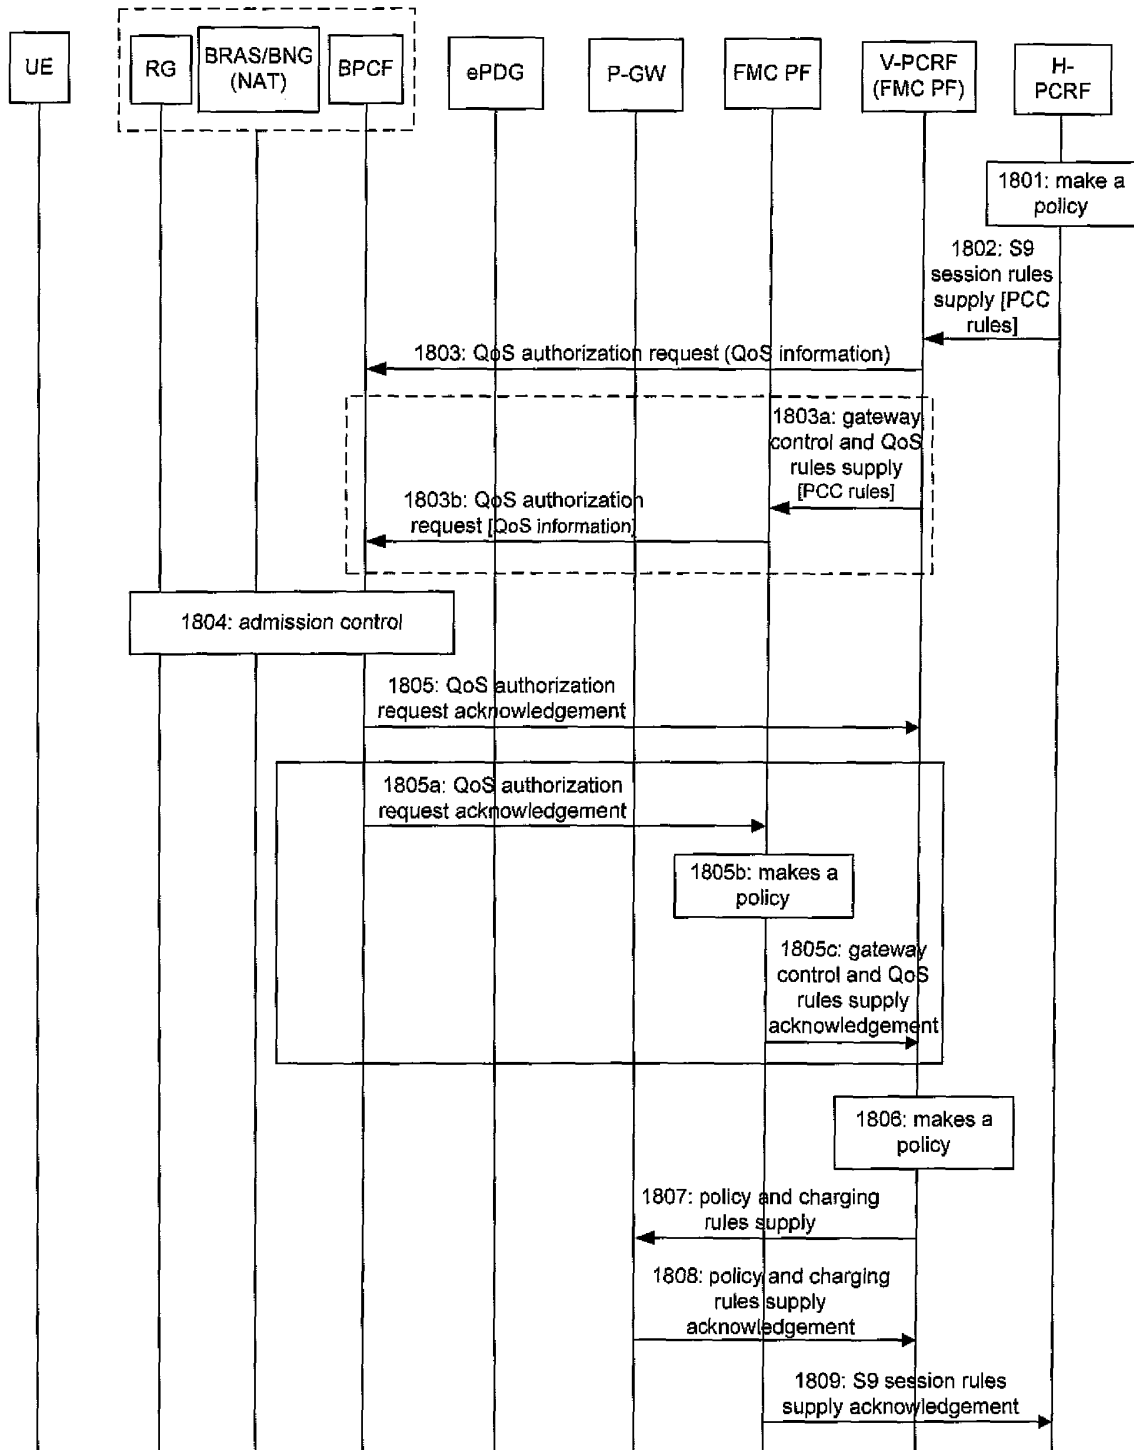 UE
RG
BRAS/BNG
(NAT)
BPCF
ePDG
P-GW
FMC PF
V-PCRF
(FMC PF)
H-
PCRF
1801: make a
policy
1802: S9
session rules
supply [PCC
rules]
1803: QoS authorization request (QoS information)
1803a: gateway
control and QoS
rules supply
[PCC rules]
1803b: QoS authorization
request [QoS information]
1804: admission control
1805: QoS authorization
request acknowledgement
1805a: QoS authorization
request acknowledgement
1805b: makes a
policy
1805c: gateway
control and QoS
rules supply
acknowledgement
1806: makes a
policy
1807: policy and charging
rules supply
1808: policy and charging
rules supply
acknowledgement
1809: S9 session rules
supply acknowledgement